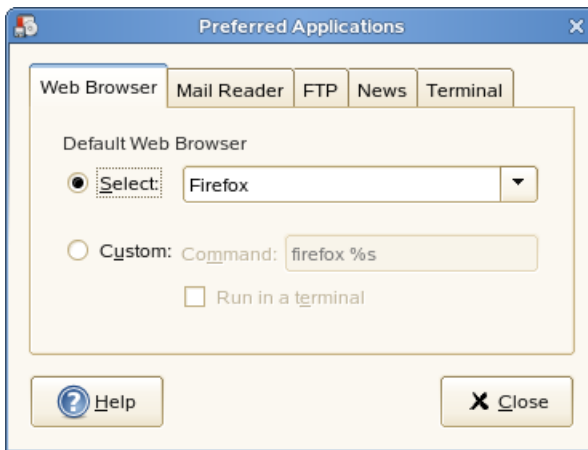 Preferred Applications
Web Browser Mail Reader FTP News Terminal
Default Web Browser
Select: Firefox
Custom: Command: firefox %s
Run in a terminal
Help Close